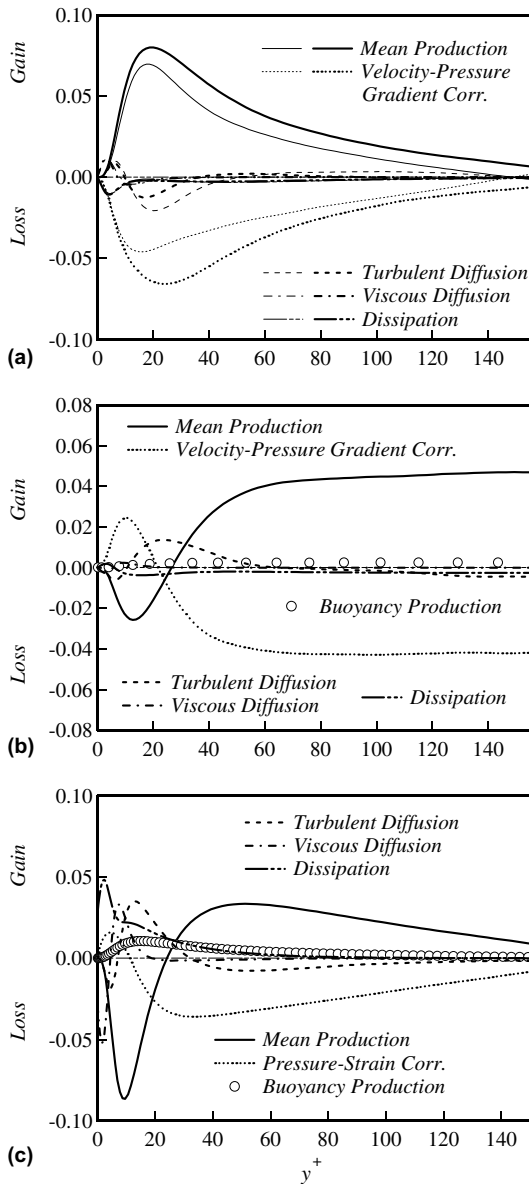 0.10
Gain
Mean Production
Velocity-Pressure
Gradient Corr.
0.05
0.00
Loss
-0.05
Turbulent Diffusion
Viscous Diffusion
Dissipation
-0.10
(a)
0 20 40 60 80 100 120 140
0.08
Gain
Mean Production
Velocity-Pressure Gradient Corr.
0.06
0.04
0.02
0.00
-0.02
Buoyancy Production
Loss
-0.04
Turbulent Diffusion
Viscous Diffusion
Dissipation
-0.06
-0.08
(b)
0 20 40 60 80 100 120 140
0.10
Gain
Turbulent Diffusion
Viscous Diffusion
Dissipation
0.05
0.00
Loss
-0.05
Mean Production
Pressure-Strain Corr.
Buoyancy Production
-0.10
(c)
0 20 40 60 80 100 120 140
y+